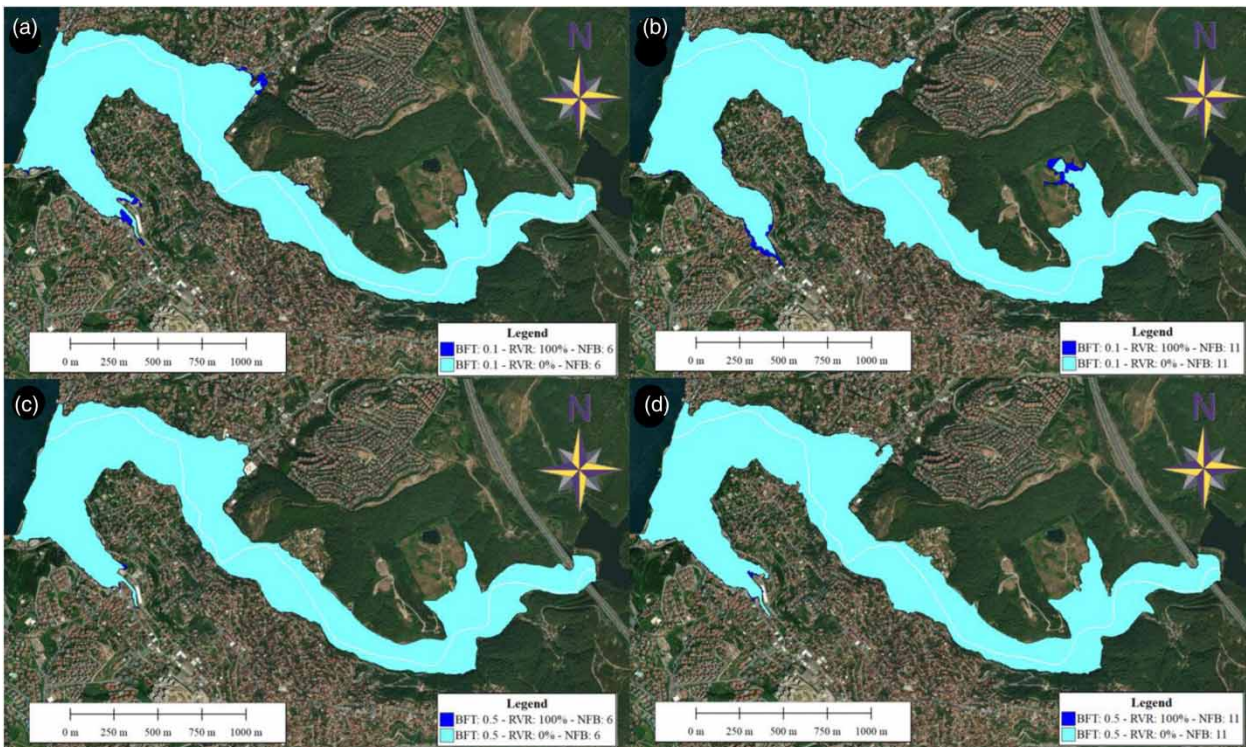 (a)
N
0 m 250 m 500 m 750 m 1000 m
Legend
BFT: 0.1 - RVR: 100% - NFB: 6
BFT: 0.1 - RVR: 0% - NFB: 6
(b)
N
0 m 250 m 500 m 750 m 1000 m
Legend
BFT: 0.1 - RVR: 100% - NFB: 11
BFT: 0.1 - RVR: 0% - NFB: 11
(c)
N
0 m 250 m 500 m 750 m 1000 m
Legend
BFT: 0.5 - RVR: 100% - NFB: 6
BFT: 0.5 - RVR: 0% - NFB: 6
(d)
N
0 m 250 m 500 m 750 m 1000 m
Legend
BFT: 0.5 - RVR: 100% - NFB: 11
BFT: 0.5 - RVR: 0% - NFB: 11